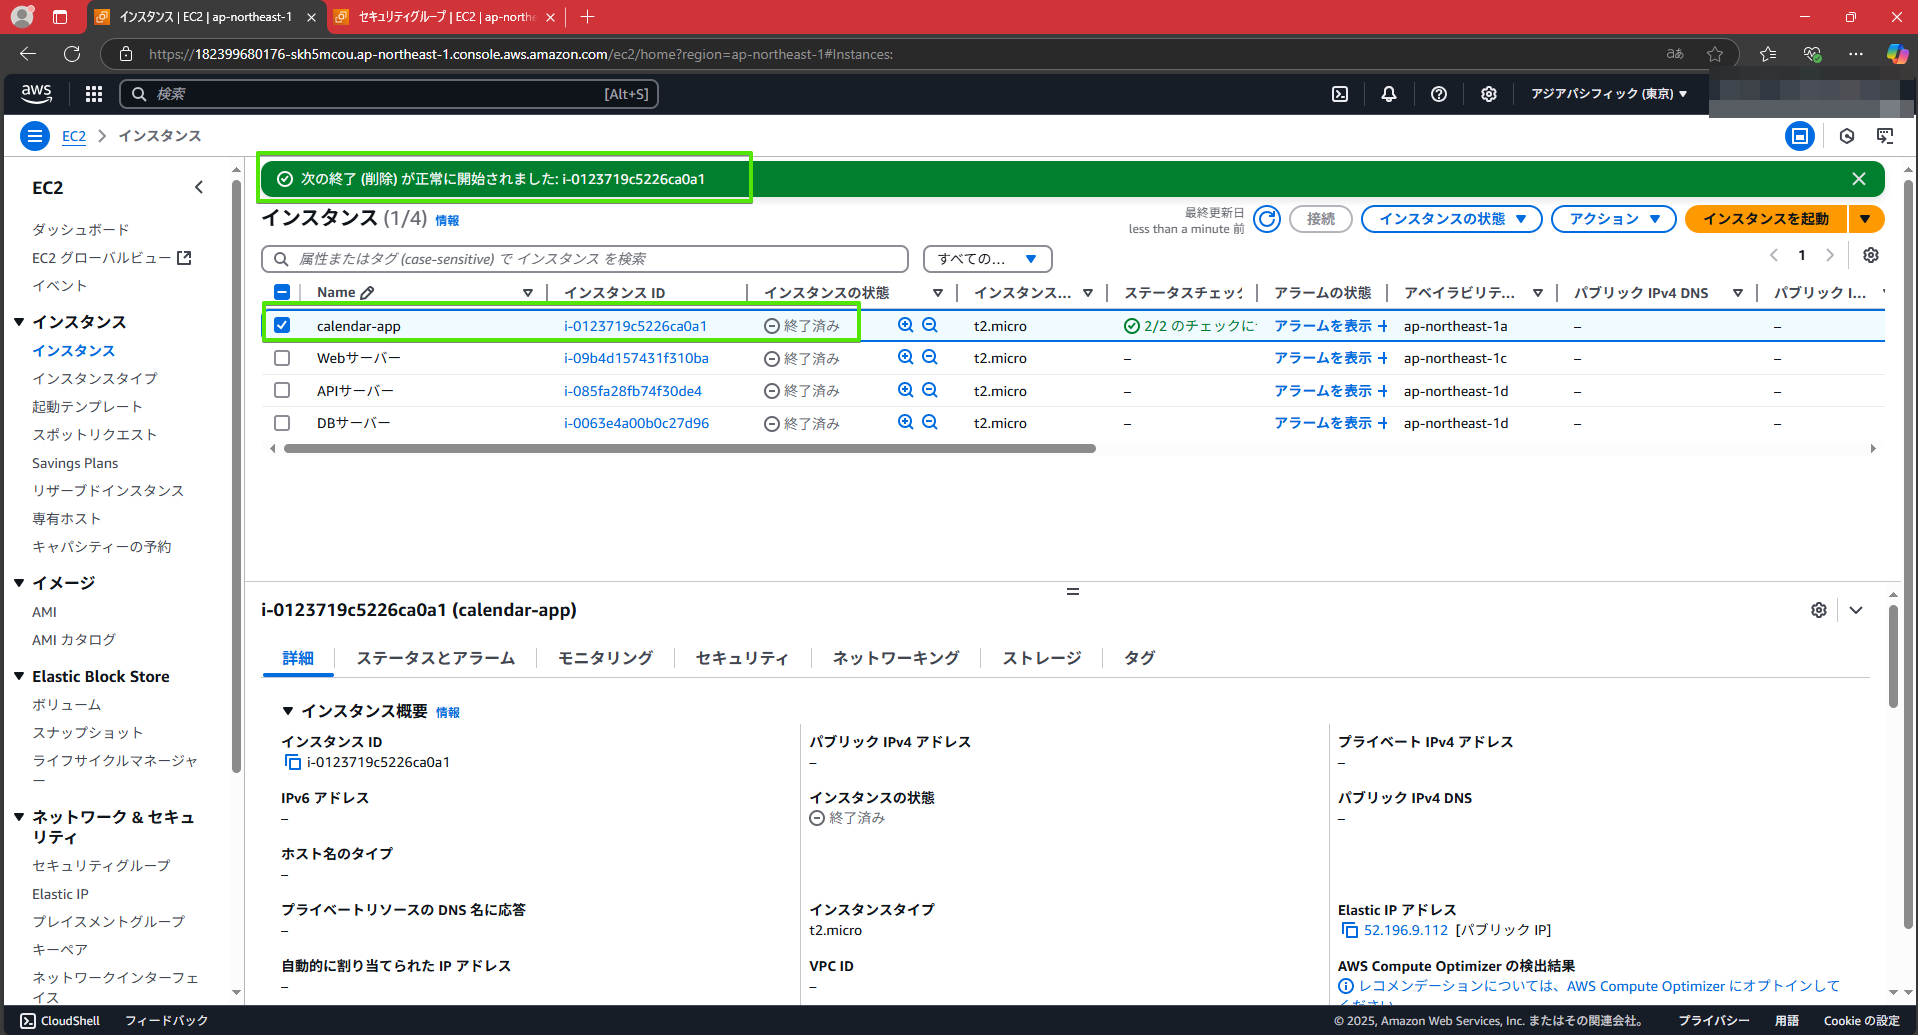 インスタンス | EC2 | ap-northeast-1
セキュリティグループ | EC2 | ap-northe
https://182399680176-skh5mcou.ap-northeast-1.console.aws.amazon.com/ec2/home?region=ap-northeast-1#Instances:
aあ
aws
検索
[Alt+S]
アジアパシフィック (東京)
EC2
インスタンス
EC2
ダッシュボード
EC2 グローバルビュー
イベント
インスタンス
インスタンス
インスタンスタイプ
起動テンプレート
スポットリクエスト
Savings Plans
リザーブドインスタンス
専有ホスト
キャパシティーの予約
イメージ
AMI
AMI カタログ
Elastic Block Store
ボリューム
スナップショット
ライフサイクルマネージャ
ー
ネットワーク & セキュ
リティ
セキュリティグループ
Elastic IP
プレイスメントグループ
キーペア
ネットワークインターフェ
イス
次の終了 (削除) が正常に開始されました: i-0123719c5226ca0a1
インスタンス (1/4) 情報
最終更新日
less than a minute 前
接続
インスタンスの状態
アクション
インスタンスを起動
属性またはタグ (case-sensitive) で インスタンス を検索
すべての...
1
Name インスタンス ID インスタンスの状態 インスタンス... ステータスチェック アラームの状態 アベイラビリテ... パブリック IPv4 DNS パブリック I...
calendar-app i-0123719c5226ca0a1 終了済み t2.micro 2/2 のチェックに アラームを表示 + ap-northeast-1a – –
Webサーバー i-09b4d157431f310ba 終了済み t2.micro – アラームを表示 + ap-northeast-1c – –
APIサーバー i-085fa28fb74f30de4 終了済み t2.micro – アラームを表示 + ap-northeast-1d – –
DBサーバー i-0063e4a00b0c27d96 終了済み t2.micro – アラームを表示 + ap-northeast-1d – –
i-0123719c5226ca0a1 (calendar-app)
詳細 ステータスとアラーム モニタリング セキュリティ ネットワーキング ストレージ タグ
インスタンス概要 情報
インスタンス ID
i-0123719c5226ca0a1
パブリック IPv4 アドレス
–
プライベート IPv4 アドレス
–
IPv6 アドレス
–
インスタンスの状態
終了済み
パブリック IPv4 DNS
–
ホスト名のタイプ
–
プライベートリソースの DNS 名に応答
–
インスタンスタイプ
t2.micro
Elastic IP アドレス
52.196.9.112 [パブリック IP]
自動的に割り当てられた IP アドレス
–
VPC ID
–
AWS Compute Optimizer の検出結果
レコメンデーションについては、AWS Compute Optimizer にオプトインして
ください
CloudShell
フィードバック
© 2025, Amazon Web Services, Inc. またはその関連会社。
プライバシー
用語
Cookie の設定